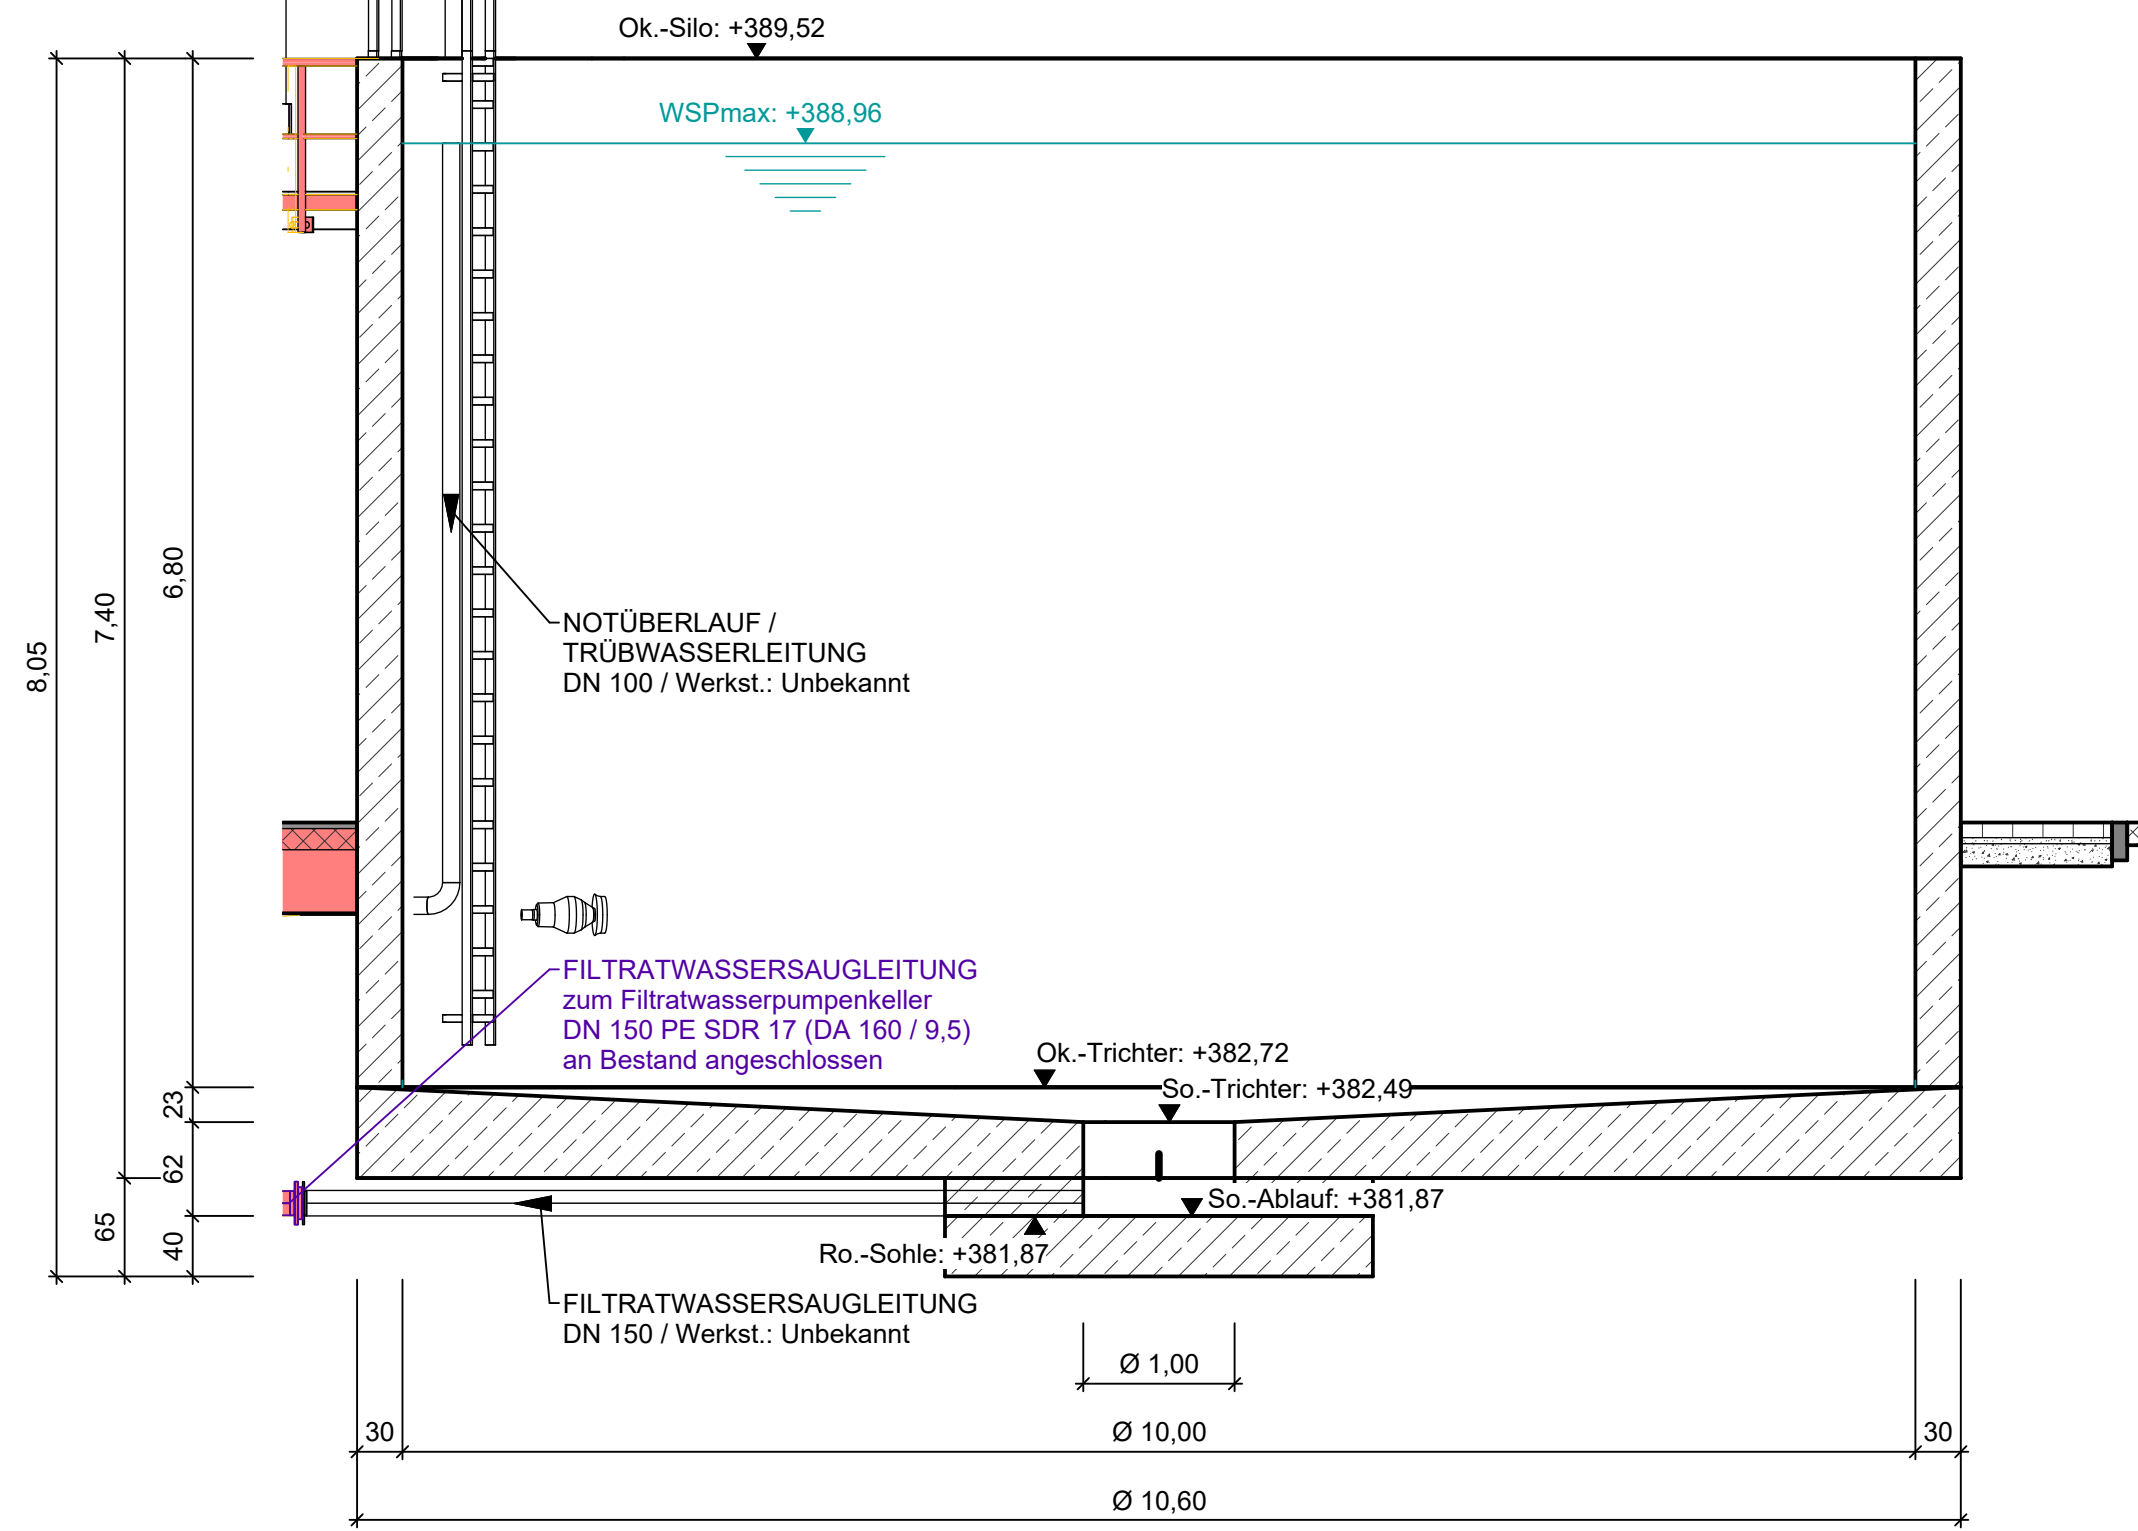 Ok.-Silo: +389,52
WSPmax: +388,96
6,80
7,40
8,05
NOTÜBERLAUF /
TRÜBWASSERLEITUNG
DN 100 / Werkst.: Unbekannt
FILTRATWASSERSAUGLEITUNG
zum Filtratwasserpumpenkeller
DN 150 PE SDR 17 (DA 160 / 9,5)
an Bestand angeschlossen
Ok.-Trichter: +382,72
So.-Trichter: +382,49
23
62
65
40
So.-Ablauf: +381,87
Ro.-Sohle: +381,87
FILTRATWASSERSAUGLEITUNG
DN 150 / Werkst.: Unbekannt
Ø 1,00
30
Ø 10,00
30
Ø 10,60